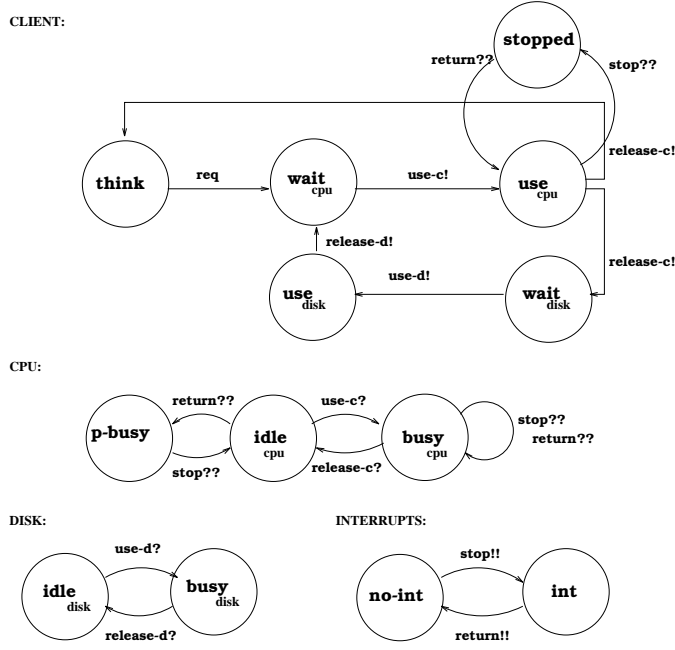 CLIENT:
stopped
return??
stop??
think
req
wait cpu
use-c!
use cpu
release-c!
release-d!
use disk
use-d!
wait disk
release-c!
CPU:
return??
use-c?
p-busy
idle cpu
busy cpu
stop??
return??
stop??
release-c?
DISK:
INTERRUPTS:
use-d?
stop!!
idle disk
busy disk
no-int
int
release-d?
return!!